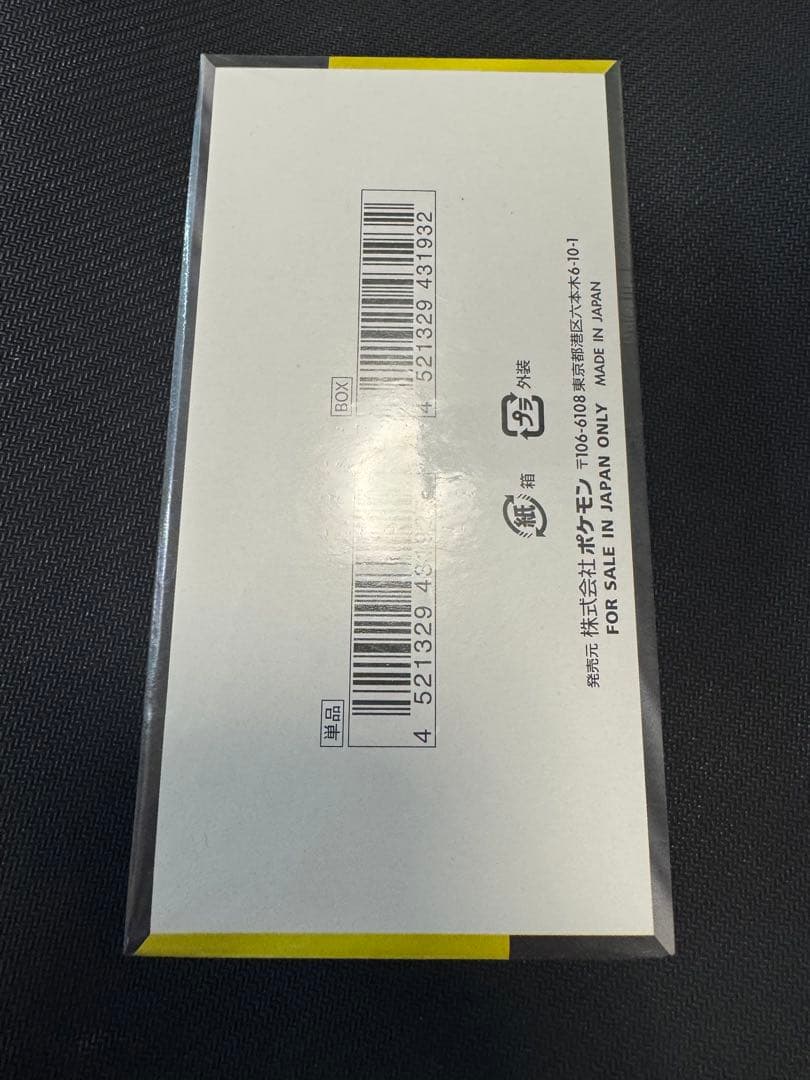 単品
4 521329
BOX
4 521329 431932
紙 箱
プラ 外装
発売元 株式会社 ポケモン 〒106-6108 東京都港区六本木6-10-1
FOR SALE IN JAPAN ONLY MADE IN JAPAN